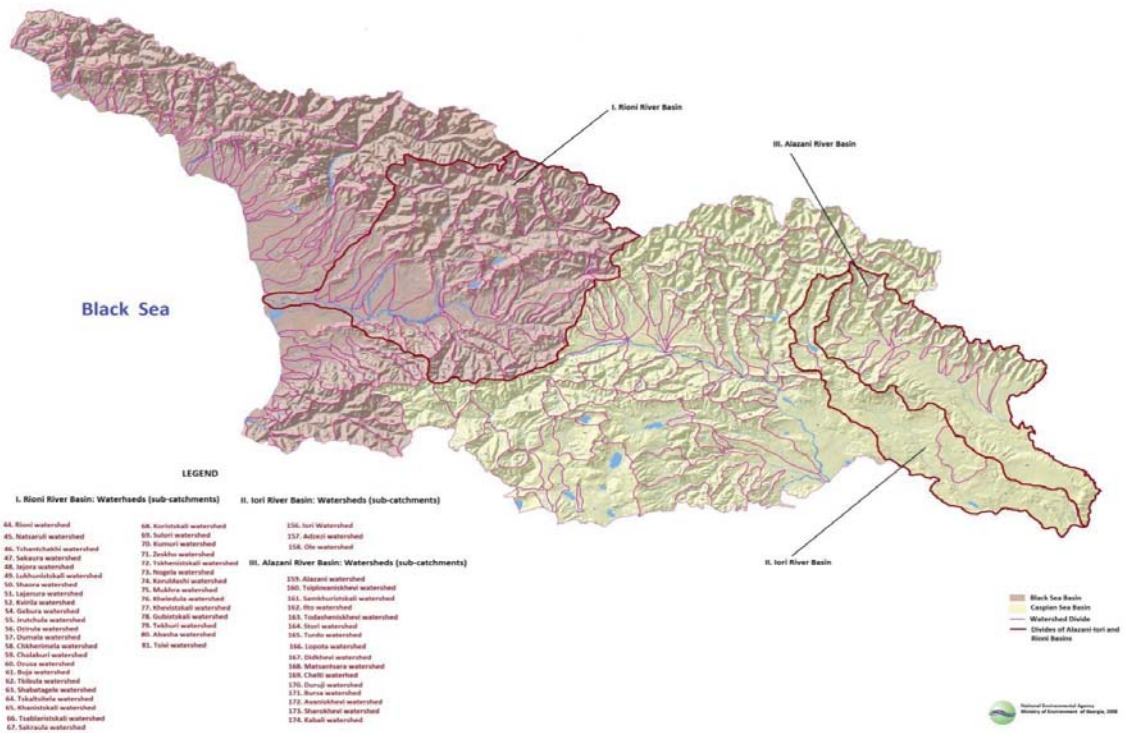 I. Rioni River Basin
III. Alazani River Basin
Black Sea
II. Iori River Basin
LEGEND
I. Rioni River Basin: Waterhseds (sub-catchments)
44. Rioni watershed
45. Natsaruli watershed
46. Tchantchakhi watershed
47. Sakaura watershed
48. Jejora watershed
49. Lukhunistskali watershed
50. Shaora watershed
51. Lajanura watershed
52. Kvirila watershed
54. Gebura watershed
55. Jrutchula watershed
56. Dzirula watershed
57. Dumala watershed
58. Chkherimela watershed
59. Cholaburi watershed
60. Dzusa watershed
61. Buja watershed
62. Tkibula watershed
63. Shabatagele watershed
64. Tskaltsitela watershed
65. Khanistskali watershed
66. Tsablaristskali watershed
67. Sakraula watershed
68. Koristskali watershed
69. Sulori watershed
70. Kumuri watershed
71. Zeskho watershed
72. Tskhenistskali watershed
73. Nogela watershed
74. Koruldashi watershed
75. Mukhra watershed
76. Kheledula watershed
77. Khevistskali watershed
78. Gubistskali watershed
79. Tekhuri watershed
80. Abasha watershed
81. Tsivi watershed
II. Iori River Basin: Watersheds (sub-catchments)
156. Iori Watershed
157. Adzezi watershed
158. Ole watershed
III. Alazani River Basin: Watersheds (sub-catchments)
159. Alazani watershed
160. Tsiplovaniskhevi watershed
161. Samkhuristskali watershed
162. Ilto watershed
163. Todasheniskhevi watershed
164. Stori watershed
165. Turdo watershed
166. Lopota watershed
167. Didkhevi watershed
168. Matsantsara watershed
169. Chelti waterhed
170. Duruji watershed
171. Bursa watershed
172. Avaniskhevi watershed
173. Sharokhevi watershed
174. Kabali watershed
Black Sea Basin
Caspian Sea Basin
Watershed Divide
Divides of Alazani-Iori and
Rioni Basins
National Environmental Agency
Ministry of Environment of Georgia, 2008